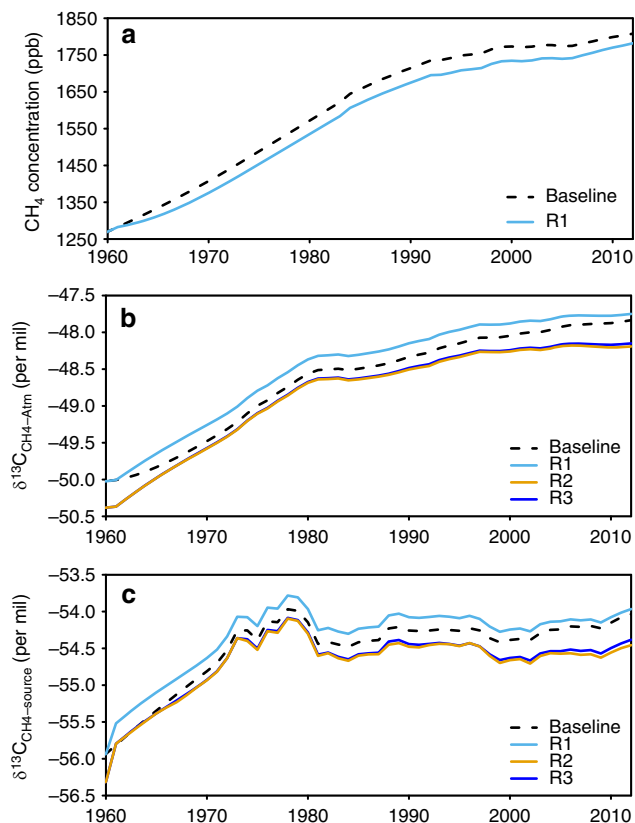 a
CH₄ concentration (ppb)
1850
1750
1650
1550
1450
1350
1250
Baseline
R1
1960 1970 1980 1990 2000 2010
b
δ¹³C_CH4–Atm (per mil)
–47.5
–48.0
–48.5
–49.0
–49.5
–50.0
–50.5
Baseline
R1
R2
R3
1960 1970 1980 1990 2000 2010
c
δ¹³C_CH4–source (per mil)
–53.5
–54.0
–54.5
–55.0
–55.5
–56.0
–56.5
Baseline
R1
R2
R3
1960 1970 1980 1990 2000 2010